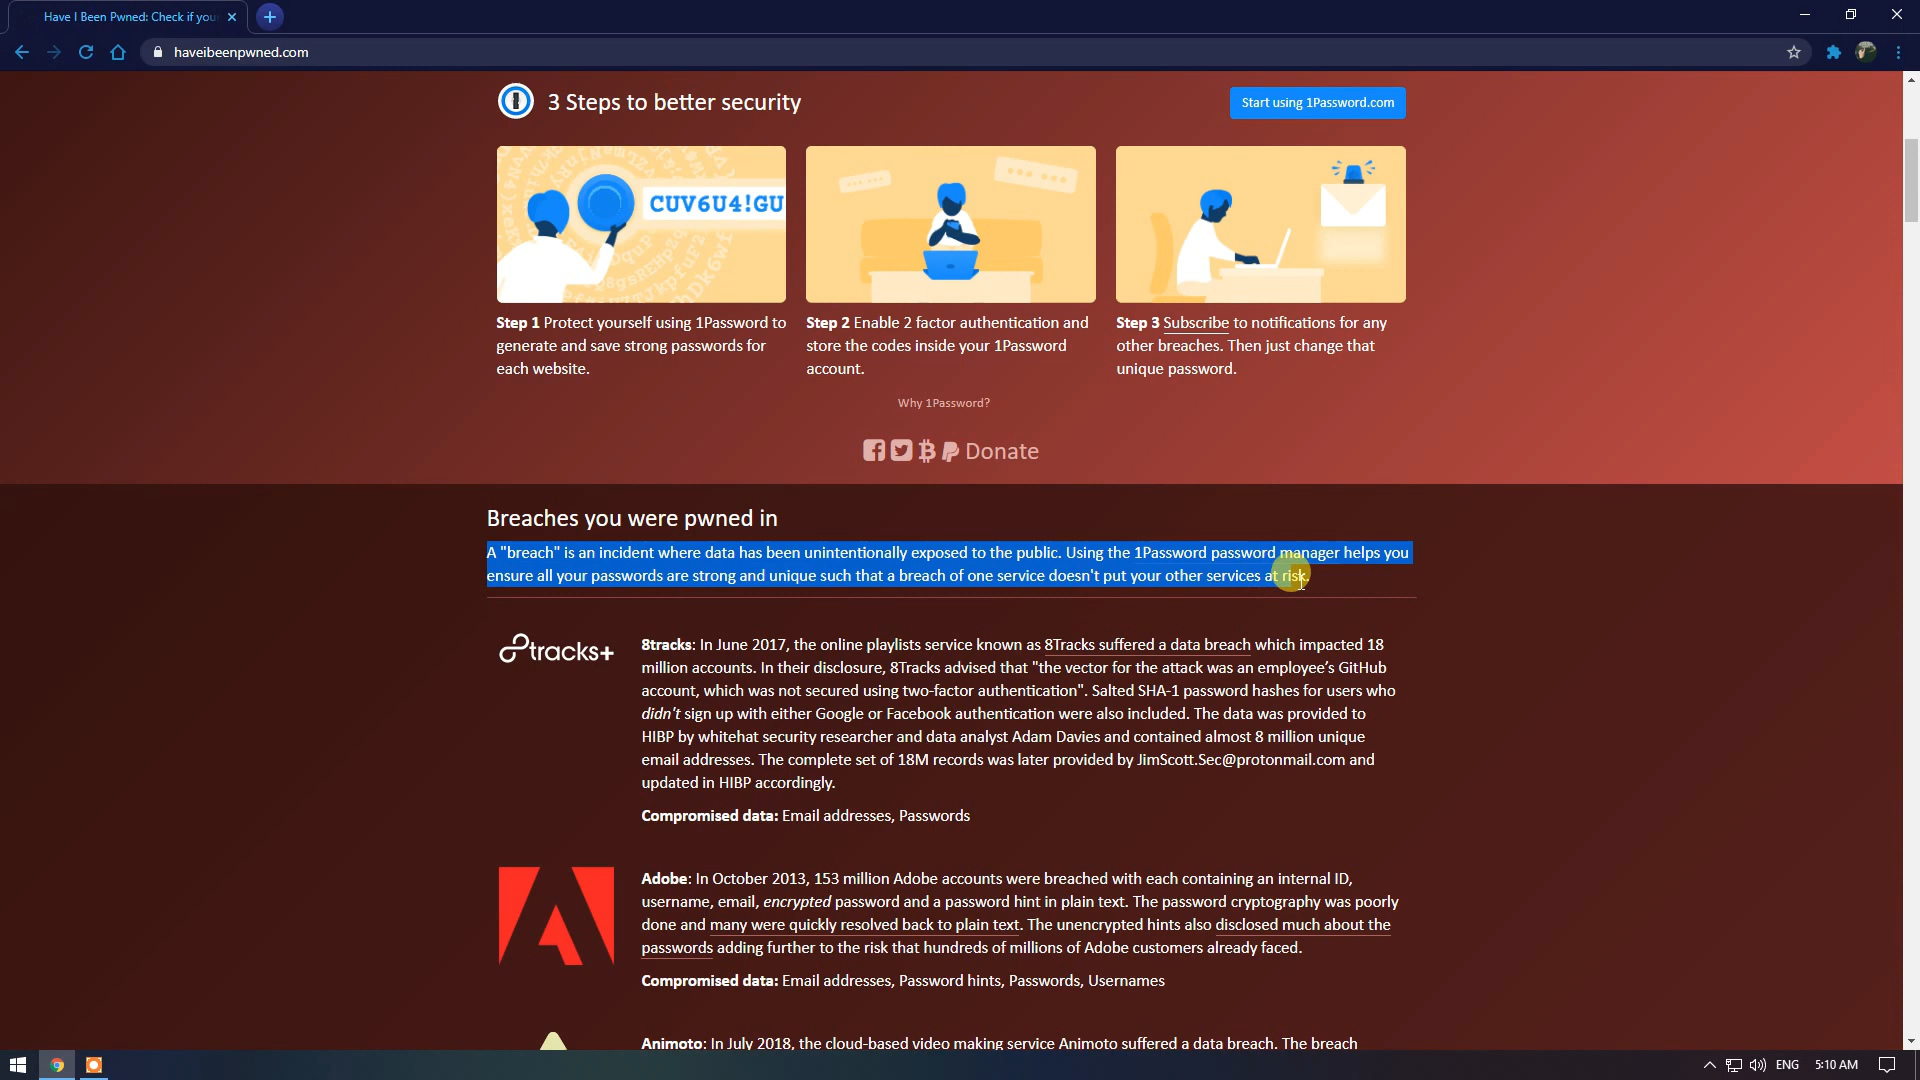 Have I Been Pwned: Check if you
haveibeenpwned.com
3 Steps to better security
Start using 1Password.com
CUV6U4!GU
Step 1 Protect yourself using 1Password to
generate and save strong passwords for
each website.
Step 2 Enable 2 factor authentication and
store the codes inside your 1Password
account.
Step 3 Subscribe to notifications for any
other breaches. Then just change that
unique password.
Why 1Password?
Donate
Breaches you were pwned in
A "breach" is an incident where data has been unintentionally exposed to the public. Using the 1Password password manager helps you
ensure all your passwords are strong and unique such that a breach of one service doesn't put your other services at risk.
tracks+
8tracks: In June 2017, the online playlists service known as 8Tracks suffered a data breach which impacted 18
million accounts. In their disclosure, 8Tracks advised that "the vector for the attack was an employee’s GitHub
account, which was not secured using two-factor authentication". Salted SHA-1 password hashes for users who
didn't sign up with either Google or Facebook authentication were also included. The data was provided to
HIBP by whitehat security researcher and data analyst Adam Davies and contained almost 8 million unique
email addresses. The complete set of 18M records was later provided by JimScott.Sec@protonmail.com and
updated in HIBP accordingly.
Compromised data: Email addresses, Passwords
Adobe: In October 2013, 153 million Adobe accounts were breached with each containing an internal ID,
username, email, encrypted password and a password hint in plain text. The password cryptography was poorly
done and many were quickly resolved back to plain text. The unencrypted hints also disclosed much about the
passwords adding further to the risk that hundreds of millions of Adobe customers already faced.
Compromised data: Email addresses, Password hints, Passwords, Usernames
Animoto: In July 2018, the cloud-based video making service Animoto suffered a data breach. The breach
ENG
5:10 AM